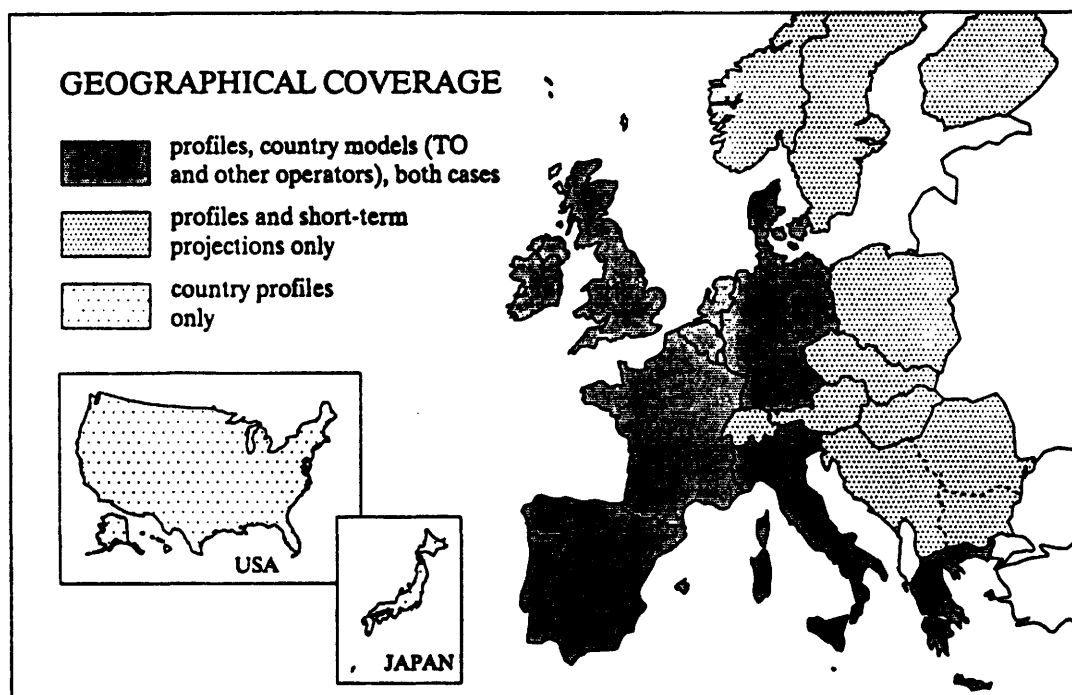 GEOGRAPHICAL COVERAGE
profiles, country models (TO
and other operators), both cases
profiles and short-term
projections only
country profiles
only
USA
JAPAN